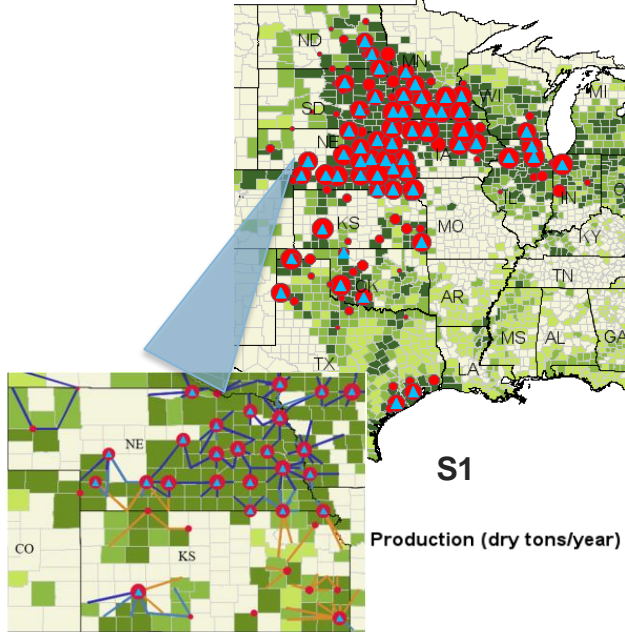 ND
MN
WI
MI
SD
NE
IA
IL
IN
O
KS
MO
KY
TN
OK
AR
MS
AL
GA
TX
LA
NE
S1
Production (dry tons/year)
CO
KS